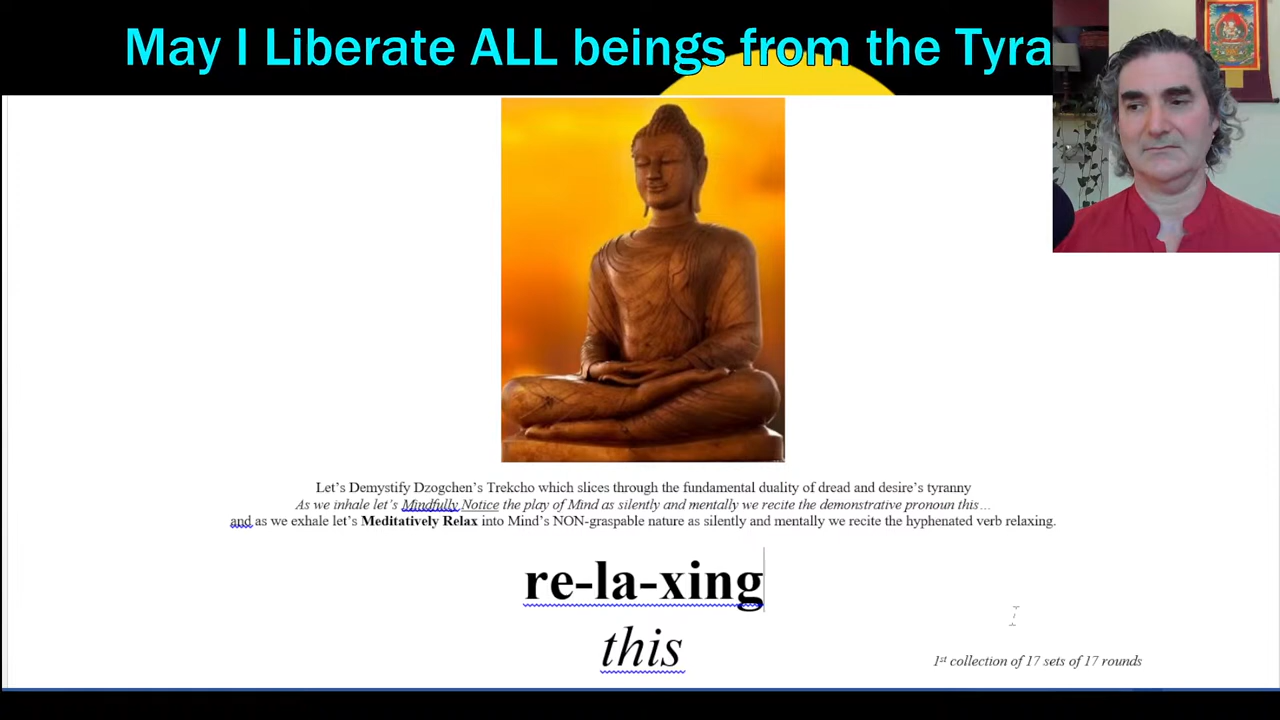 May I Liberate ALL beings from the Tyra
Let's Demystify Dzogchen's Trekcho which slices through the fundamental duality of dread and desire's tyranny
As we inhale let's Mindfully Notice the play of Mind as silently and mentally we recite the demonstrative pronoun this…
and as we exhale let's Meditatively Relax into Mind's NON-graspable nature as silently and mentally we recite the hyphenated verb relaxing.
re-la-xing
this
1st collection of 17 sets of 17 rounds